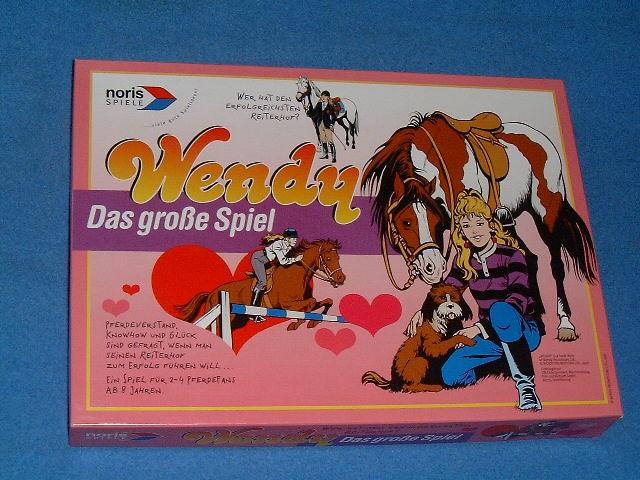 noris
SPIELE
WER HAT DEN
ERFOLGREICHSTEN
REITERHOF?
Wendy
Das große Spiel
PFERDEVERSTAND,
KNOWHOW UND GLÜCK
SIND GEFRAGT, WENN MAN
SEINEN REITERHOF
ZUM ERFOLG FÜHREN WILL...
EIN SPIEL FÜR 2-4 PFERDEFANS
AB 8 JAHREN.
noris
SPIELE
Wendy
Das große Spiel